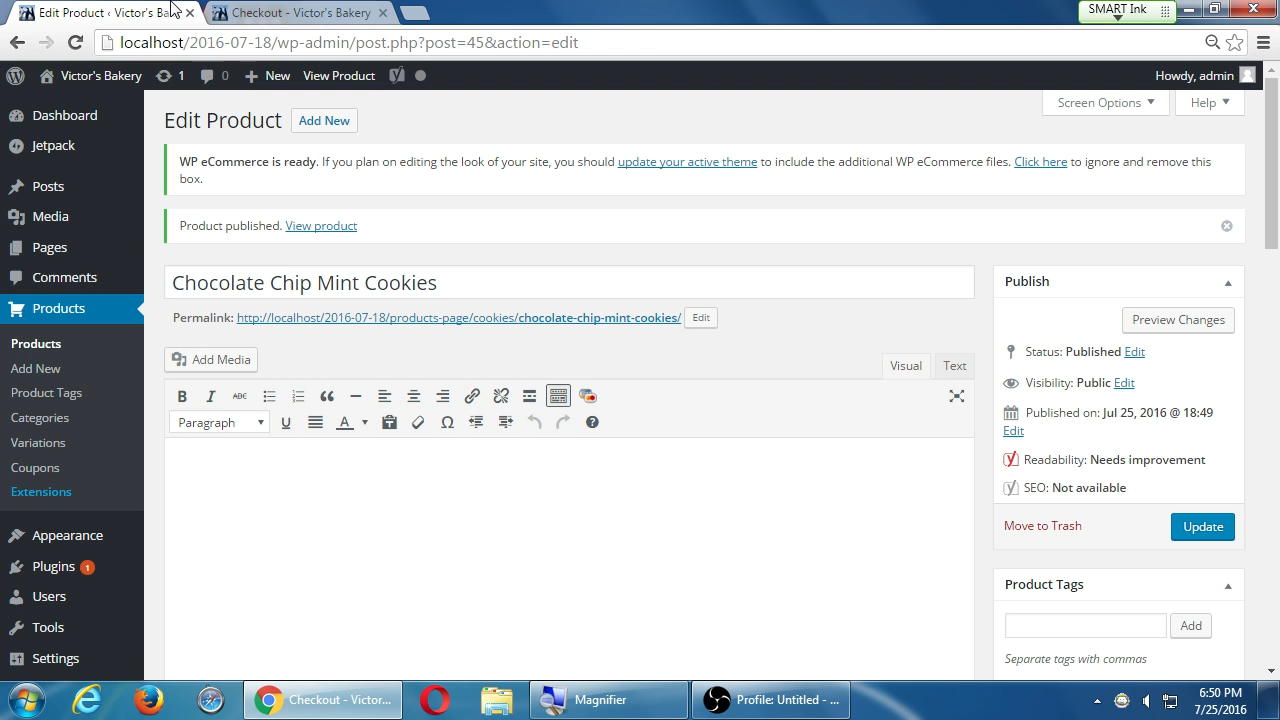 Edit Product ‹ Victor's Ba
Checkout - Victor's Bakery
SMART Ink
localhost/2016-07-18/wp-admin/post.php?post=45&action=edit
Victor's Bakery
1
0
New
View Product
Howdy, admin
Screen Options
Help
Dashboard
Jetpack
Posts
Media
Pages
Comments
Products
Products
Add New
Product Tags
Categories
Variations
Coupons
Extensions
Appearance
Plugins 1
Users
Tools
Settings
Edit Product
Add New
WP eCommerce is ready. If you plan on editing the look of your site, you should update your active theme to include the additional WP eCommerce files. Click here to ignore and remove this
box.
Product published. View product
Chocolate Chip Mint Cookies
Permalink: http://localhost/2016-07-18/products-page/cookies/chocolate-chip-mint-cookies/
Edit
Add Media
Visual
Text
B I ABC
Paragraph
U
A
Ω
Publish
Preview Changes
Status: Published Edit
Visibility: Public Edit
Published on: Jul 25, 2016 @ 18:49
Edit
Readability: Needs improvement
SEO: Not available
Move to Trash
Update
Product Tags
Add
Separate tags with commas
Checkout - Victor...
Magnifier
Profile: Untitled - ...
6:50 PM
7/25/2016